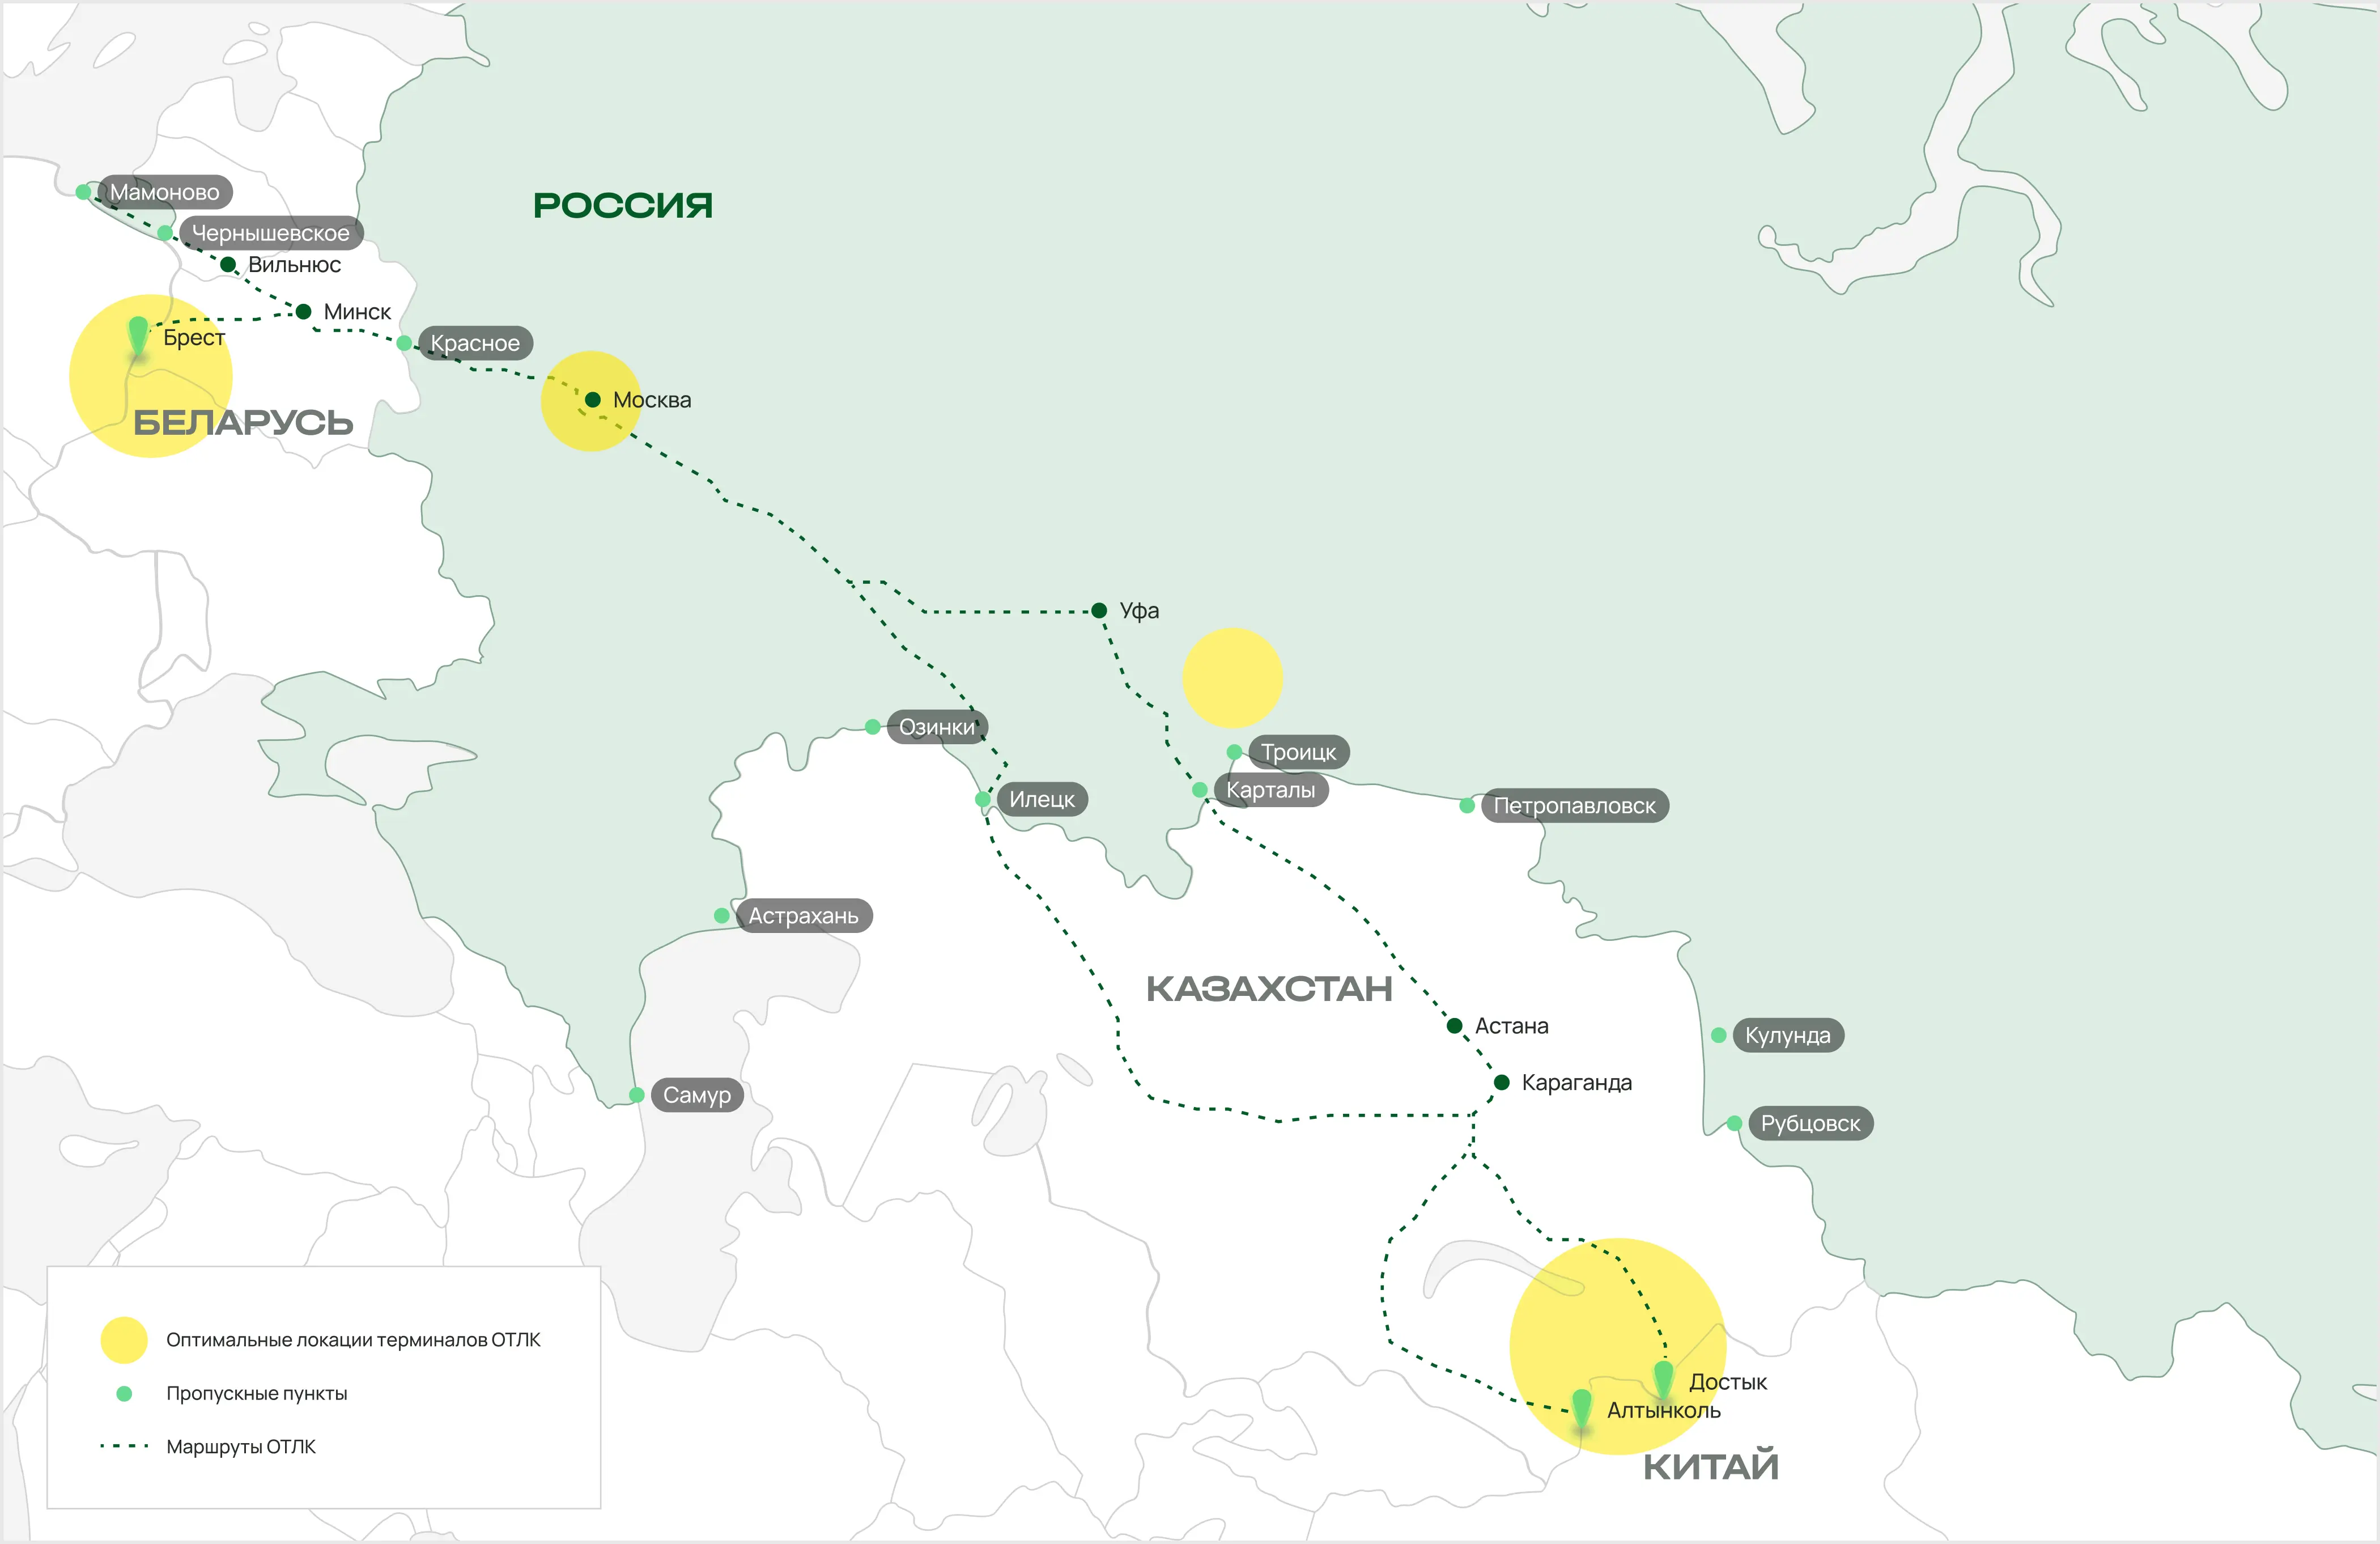 Мамоново
РОССИЯ
Чернышевское
Вильнюс
Минск
Брест
Красное
Москва
БЕЛАРУСЬ
Уфа
Озинки
Троицк
Карталы
Илецк
Петропавловск
Астрахань
КАЗАХСТАН
Астана
Кулунда
Караганда
Самур
Рубцовск
Достык
Алтынколь
КИТАЙ
Оптимальные локации терминалов ОТЛК
Пропускные пункты
Маршруты ОТЛК